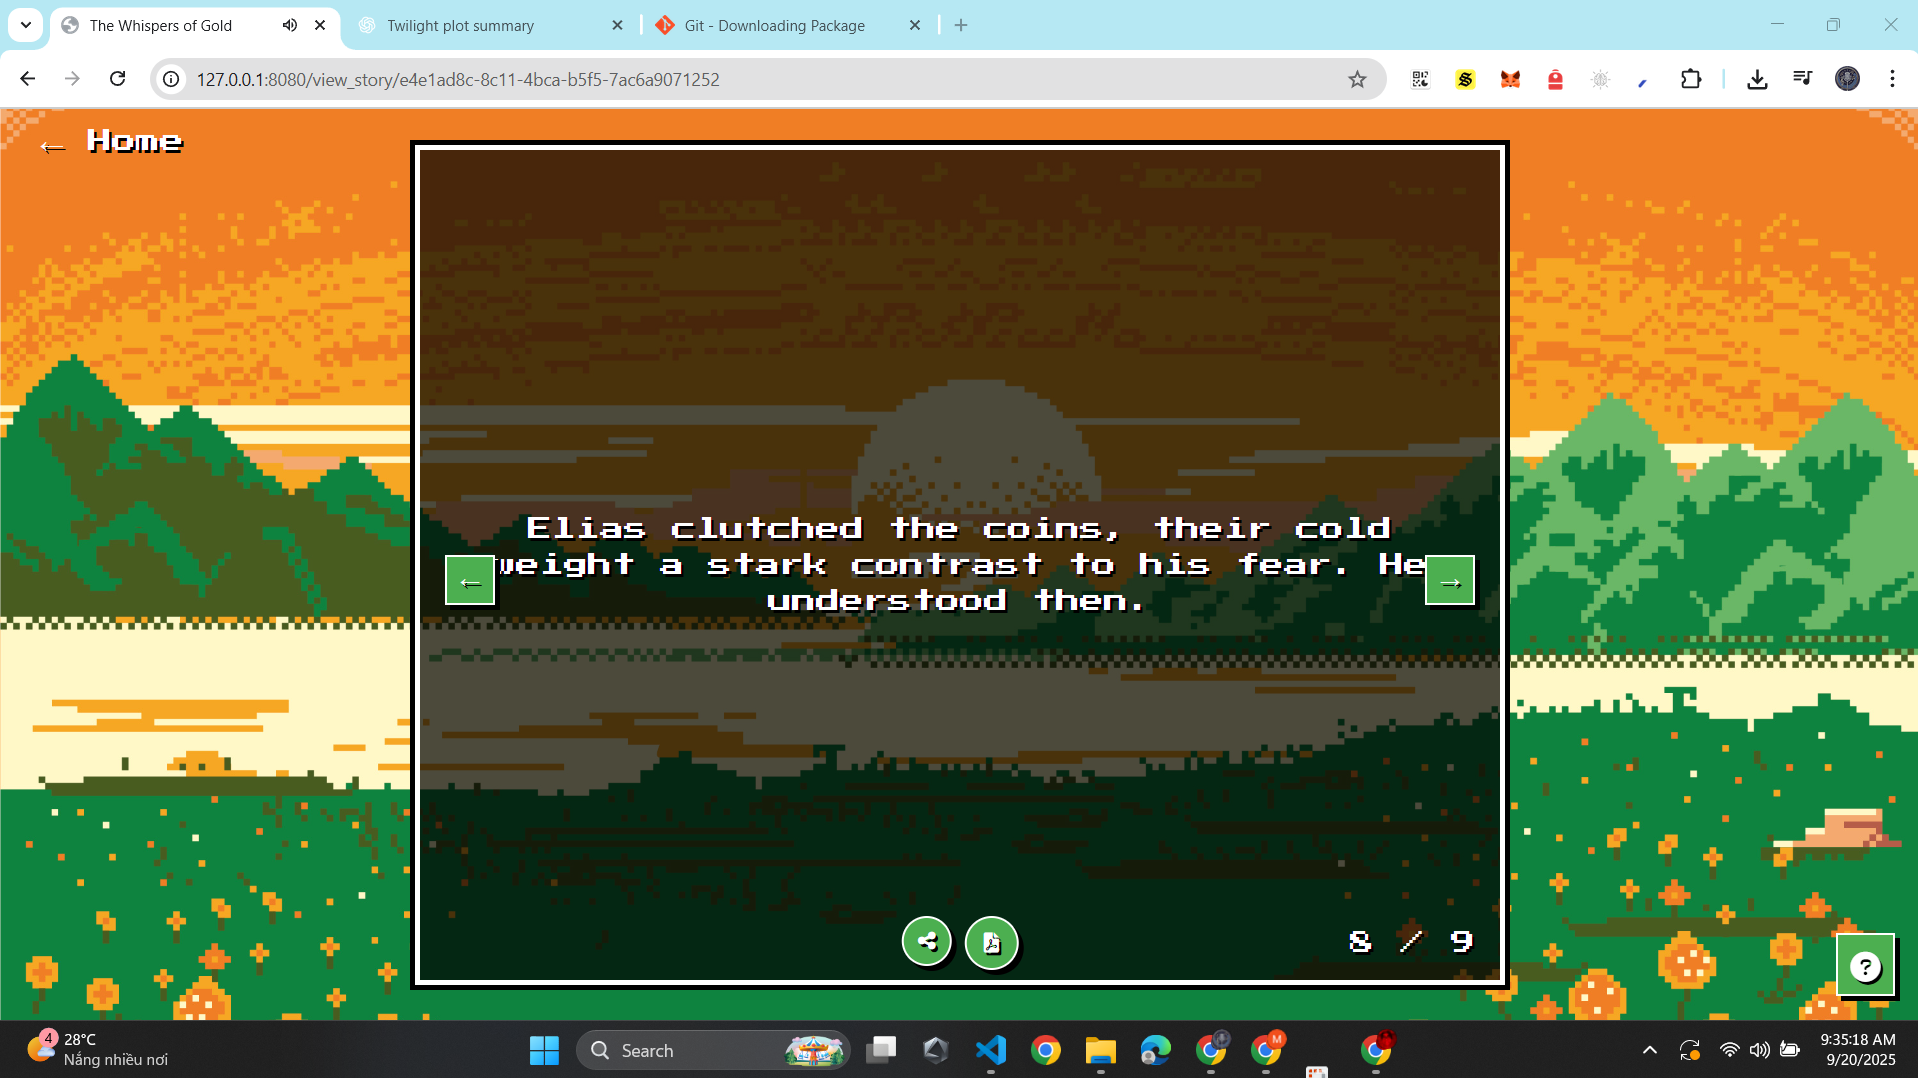 The Whispers of Gold
Twilight plot summary
Git - Downloading Package
127.0.0.1:8080/view_story/e4e1ad8c-8c11-4bca-b5f5-7ac6a9071252
← Home
Elias clutched the coins, their cold
weight a stark contrast to his fear. He
understood then.
←
→
8 / 9
?
4
28°C
Nắng nhiều nơi
Search
M
9:35:18 AM
9/20/2025